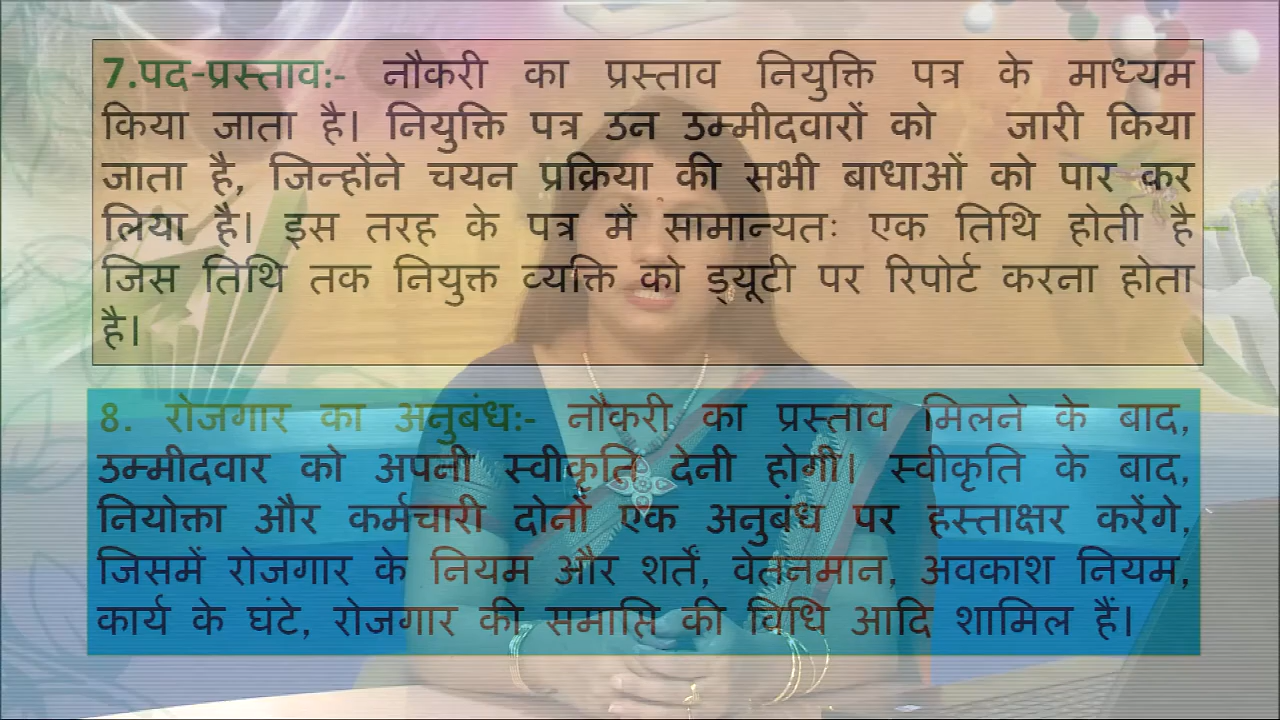 7.पद-प्रस्ताव:- नौकरी का प्रस्ताव नियुक्ति पत्र के माध्यम
किया जाता है। नियुक्ति पत्र उन उम्मीदवारों को जारी किया
जाता है, जिन्होंने चयन प्रक्रिया की सभी बाधाओं को पार कर
लिया है। इस तरह के पत्र में सामान्यतः एक तिथि होती है
जिस तिथि तक नियुक्त व्यक्ति को ड्यूटी पर रिपोर्ट करना होता
है।
8. रोजगार का अनुबंध:- नौकरी का प्रस्ताव मिलने के बाद,
उम्मीदवार को अपनी स्वीकृति देनी होगी। स्वीकृति के बाद,
नियोक्ता और कर्मचारी दोनों एक अनुबंध पर हस्ताक्षर करेंगे,
जिसमें रोजगार के नियम और शर्तें, वेतनमान, अवकाश नियम,
कार्य के घंटे, रोजगार की समाप्ति की विधि आदि शामिल हैं।